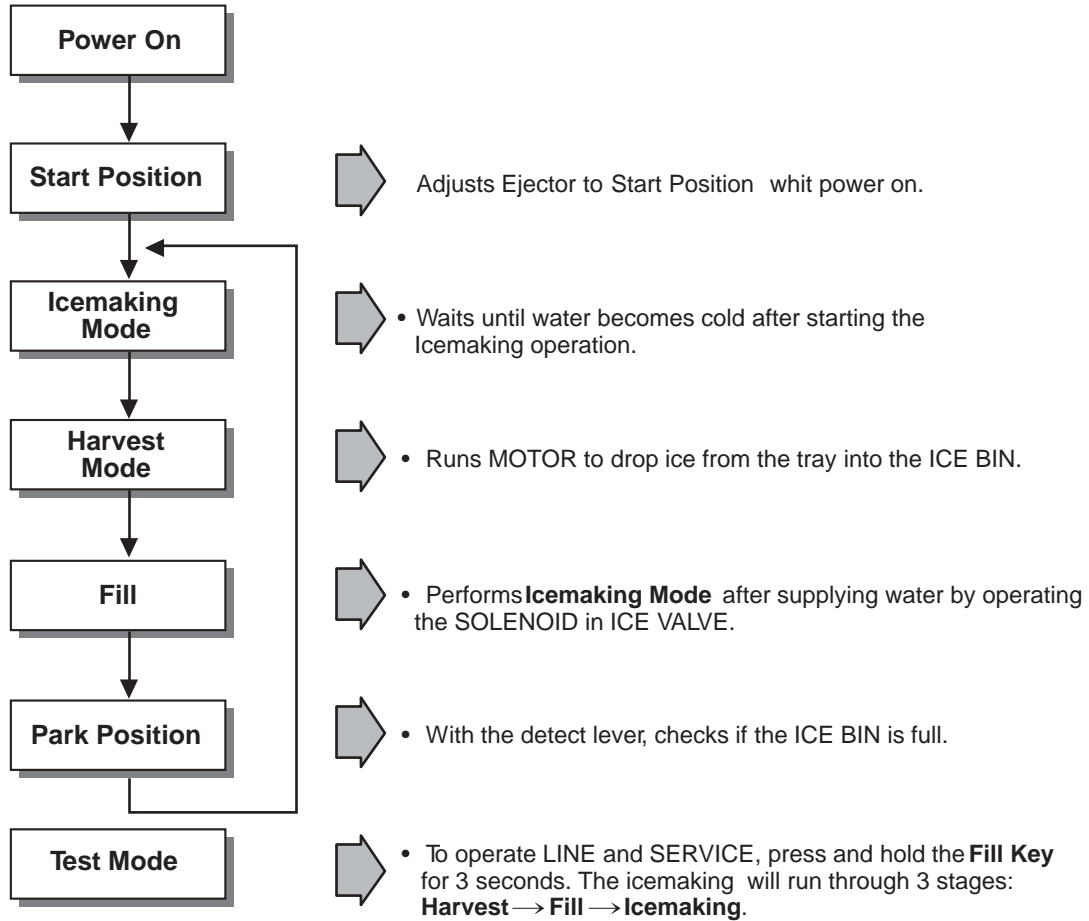 Power On
Start Position
Adjusts Ejector to Start Position whit power on.
Icemaking
Mode
• Waits until water becomes cold after starting the
Icemaking operation.
Harvest
Mode
• Runs MOTOR to drop ice from the tray into the ICE BIN.
Fill
• Performs Icemaking Mode after supplying water by operating
the SOLENOID in ICE VALVE.
Park Position
• With the detect lever, checks if the ICE BIN is full.
Test Mode
• To operate LINE and SERVICE, press and hold the Fill Key
for 3 seconds. The icemaking will run through 3 stages:
Harvest → Fill → Icemaking.